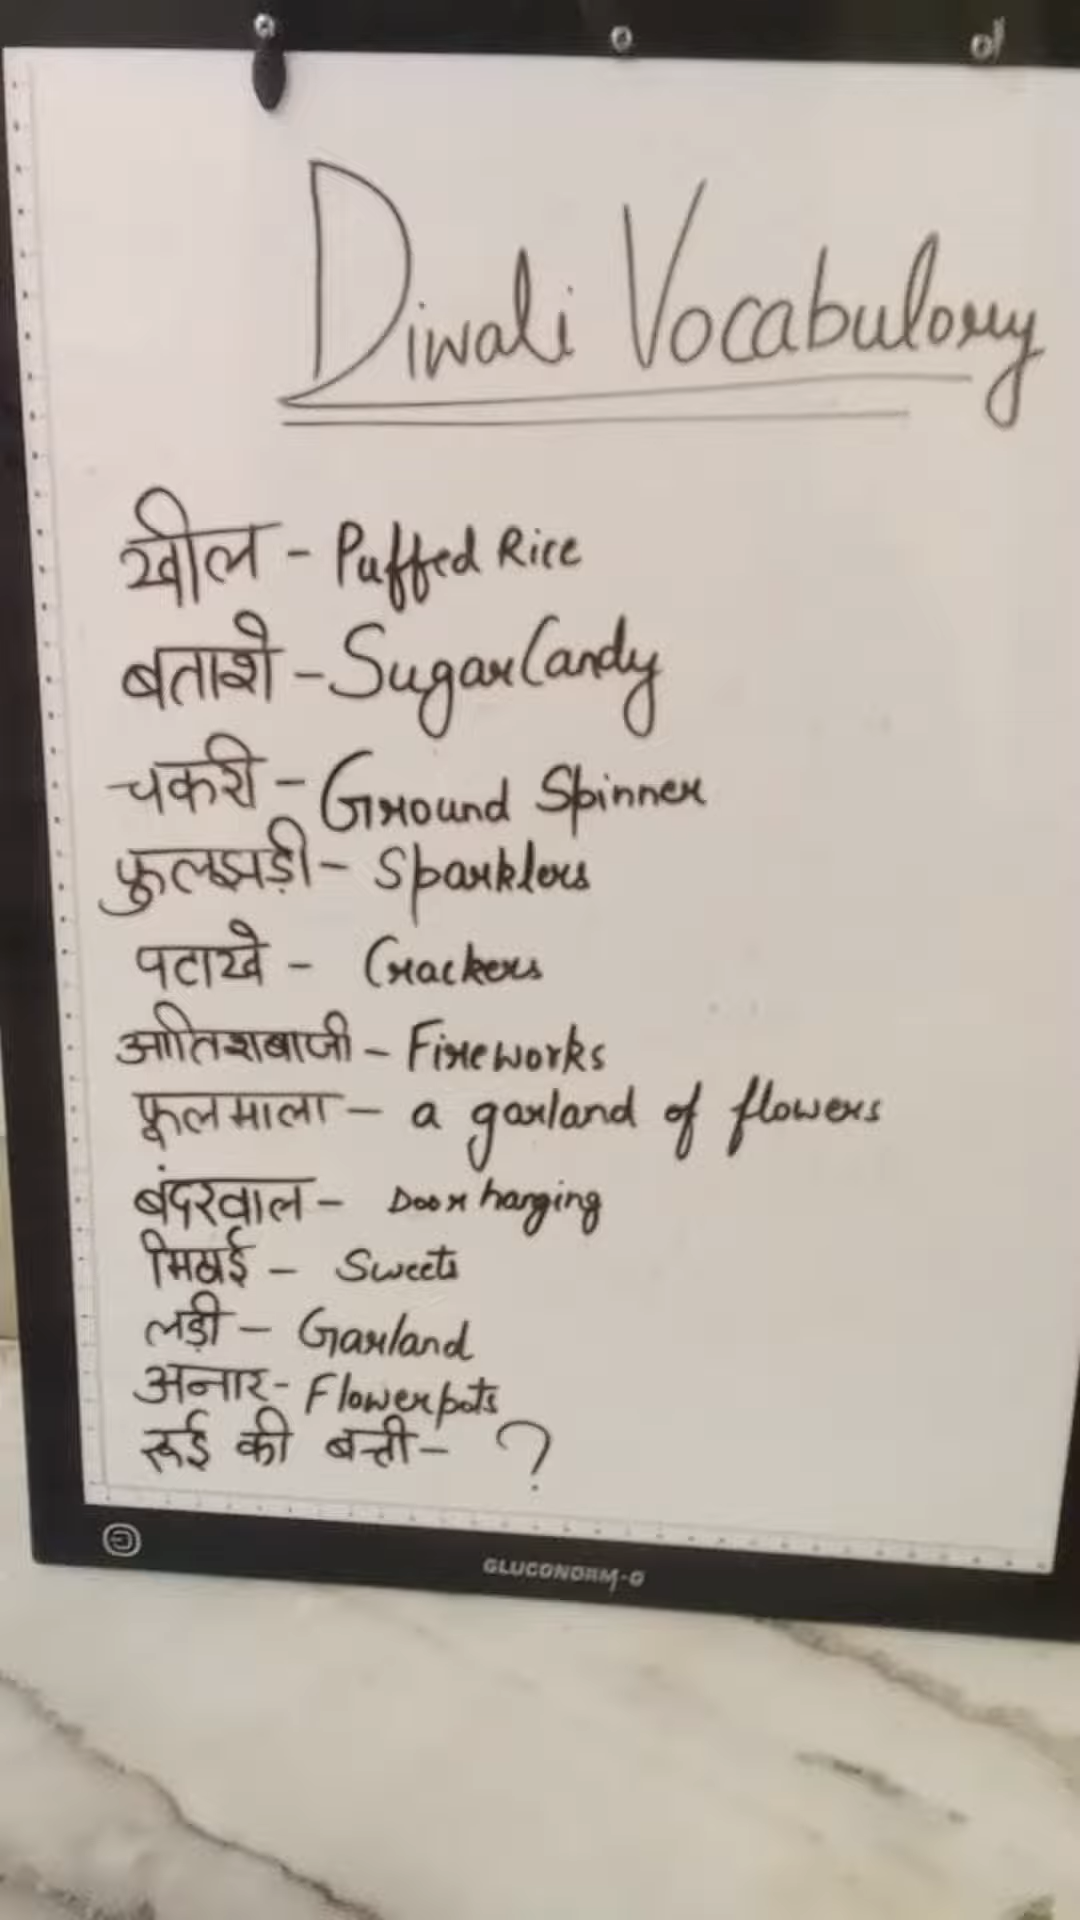 Diwali Vocabulory
खील - Puffed Rice
बताशे - Sugar Candy
चकरी - Ground Spinner
फुलझड़ी - Sparklers
पटाखे - Crackers
आतिशबाजी - Fireworks
फूलमाला - a garland of flowers
बंदरवाल - Door hanging
मिठाई - Sweets
लड़ी - Garland
अनार - Flowerpots
रूई की बत्ती - ?
GLUCONORM-G